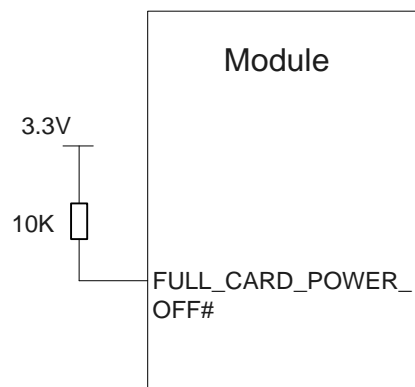 Module
3.3V
10K
FULL_CARD_POWER_
OFF#